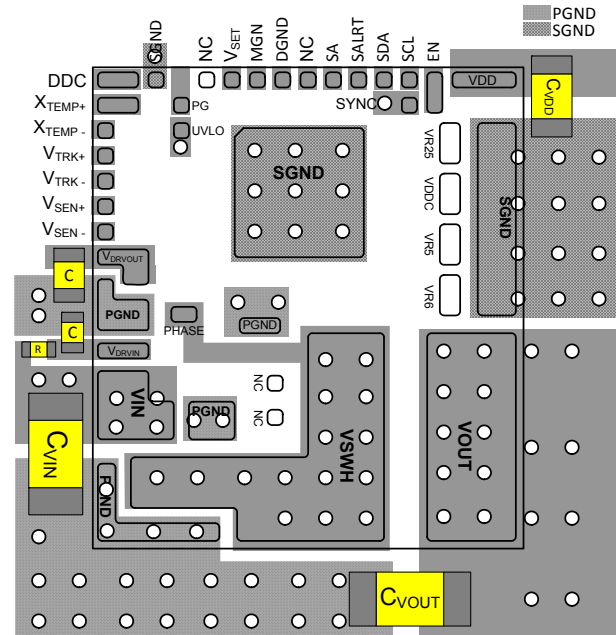 PGND
SGND
SGND
NC
VSET
MGN
DGND
NC
SA
SALRT
SDA
SCL
EN
DDC
VDD
CVDD
XTEMP+
PG
SYNC
XTEMP -
UVLO
VR25
VTRK+
SGND
VTRK -
VDDC
SGND
VSEN+
VSEN -
VR5
VDRVOUT
C
VR6
PGND
PHASE
PGND
C
R
VDRVIN
VIN
PGND
NC
NC
VSWH
VOUT
CVIN
PGND
CVOUT